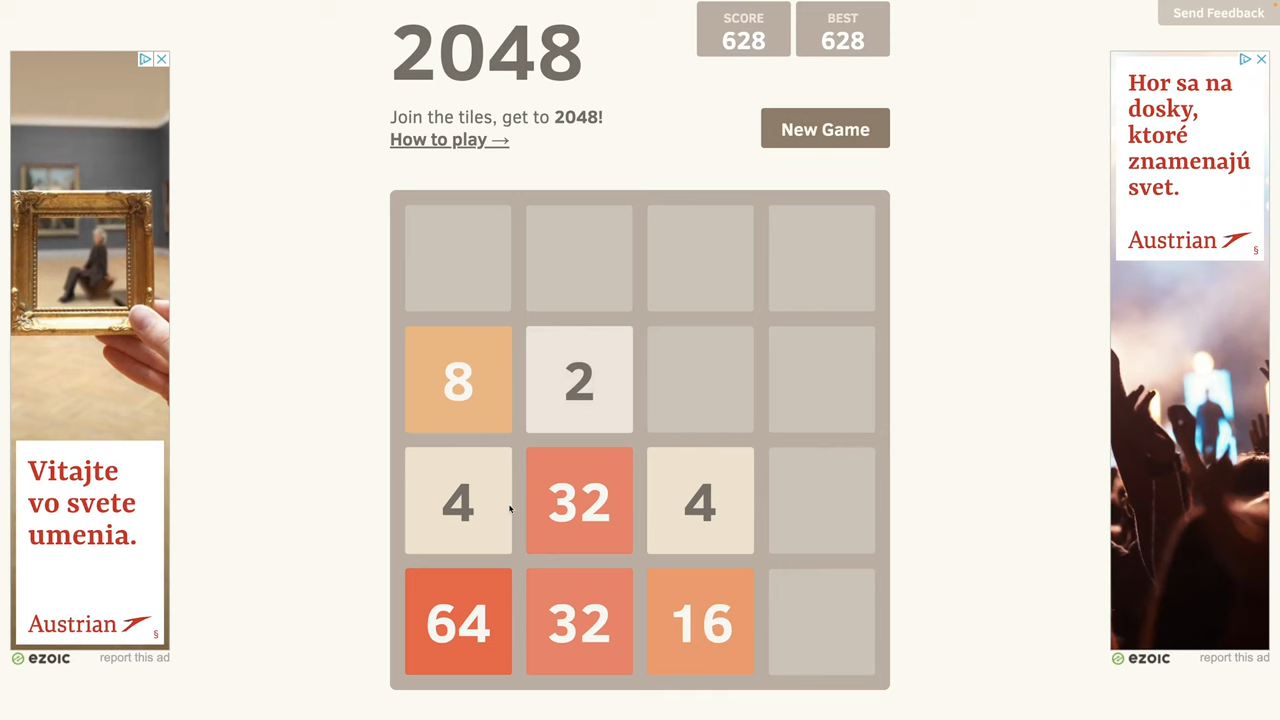 2048
SCORE
628
BEST
628
Send Feedback
Join the tiles, get to 2048!
How to play →
New Game
8
2
4
32
4
64
32
16
Vitajte
vo svete
umenia.
Austrian
§
ezoic
report this ad
Hor sa na
dosky,
ktoré
znamenajú
svet.
Austrian
§
ezoic
report this ad